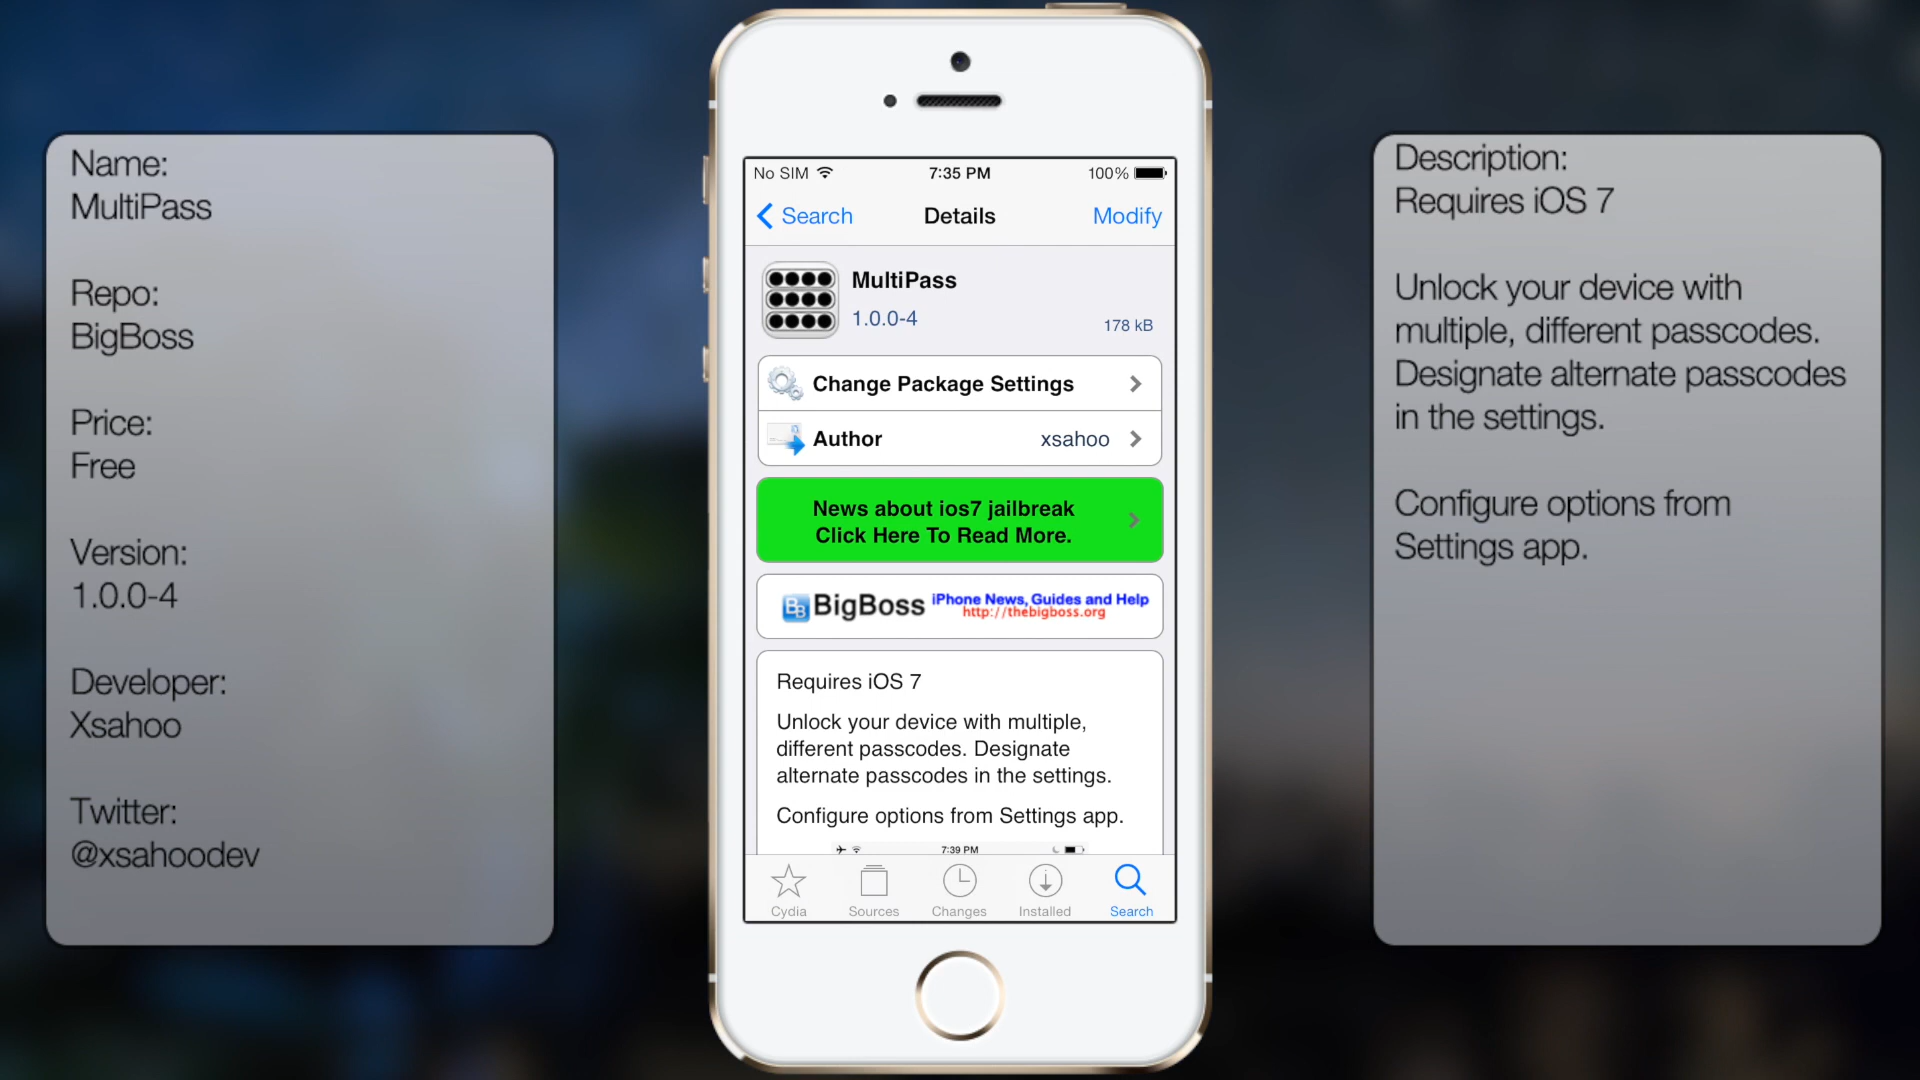 Name:
MultiPass
Repo:
BigBoss
Price:
Free
Version:
1.0.0-4
Developer:
Xsahoo
Twitter:
@xsahoodev
No SIM 7:35 PM 100%
Search Details Modify
MultiPass
1.0.0-4 178 kB
Change Package Settings
Author xsahoo
News about ios7 jailbreak
Click Here To Read More.
BB BigBoss iPhone News, Guides and Help
http://thebigboss.org
Requires iOS 7
Unlock your device with multiple,
different passcodes. Designate
alternate passcodes in the settings.
Configure options from Settings app.
7:39 PM
Cydia Sources Changes Installed Search
Description:
Requires iOS 7
Unlock your device with
multiple, different passcodes.
Designate alternate passcodes
in the settings.
Configure options from
Settings app.